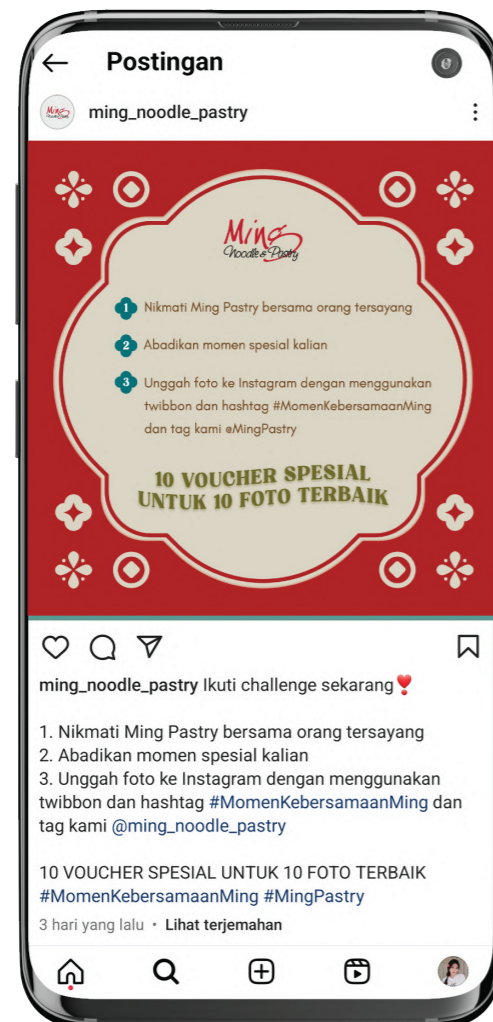 Postingan
Ming
Noodle & Pastry
ming_noodle_pastry
Ming
Noodle & Pastry
1 Nikmati Ming Pastry bersama orang tersayang
2 Abadikan momen spesial kalian
3 Unggah foto ke Instagram dengan menggunakan
twibbon dan hashtag #MomenKebersamaanMing
dan tag kami @MingPastry
10 VOUCHER SPESIAL
UNTUK 10 FOTO TERBAIK
ming_noodle_pastry Ikuti challenge sekarang❣️
1. Nikmati Ming Pastry bersama orang tersayang
2. Abadikan momen spesial kalian
3. Unggah foto ke Instagram dengan menggunakan
twibbon dan hashtag #MomenKebersamaanMing dan
tag kami @ming_noodle_pastry
10 VOUCHER SPESIAL UNTUK 10 FOTO TERBAIK
#MomenKebersamaanMing #MingPastry
3 hari yang lalu • Lihat terjemahan